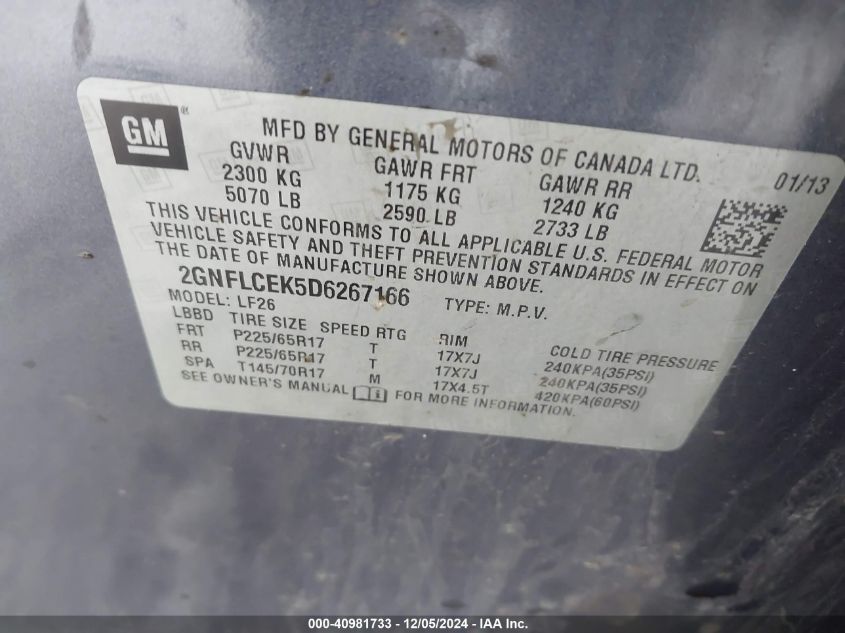 GM ®
MFD BY GENERAL MOTORS OF CANADA LTD.
01/13
GVWR GAWR FRT GAWR RR
2300 KG 1175 KG 1240 KG
5070 LB 2590 LB 2733 LB
THIS VEHICLE CONFORMS TO ALL APPLICABLE U.S. FEDERAL MOTOR
VEHICLE SAFETY AND THEFT PREVENTION STANDARDS IN EFFECT ON
THE DATE OF MANUFACTURE SHOWN ABOVE.
2GNFLCEK5D6267166 TYPE: M.P.V.
MODEL: LF26
LBBD TIRE SIZE SPEED RTG RIM COLD TIRE PRESSURE
FRT P225/65R17 T 17X7J 240KPA(35PSI)
RR P225/65R17 T 17X7J 240KPA(35PSI)
SPA T145/70R17 M 17X4.5T 420KPA(60PSI)
SEE OWNER'S MANUAL i FOR MORE INFORMATION.
000-40981733 - 12/05/2024 - IAA Inc.